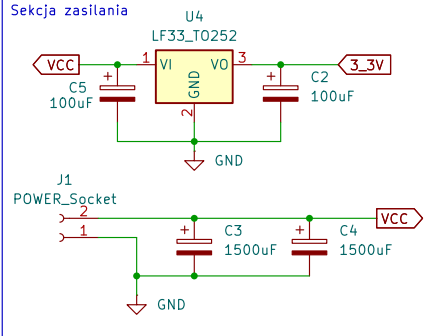 Sekcja zasilania
U4
LF33_TO252
VCC
1
VI
VO
3
3_3V
+
C5
100uF
GND
2
+
C2
100uF
GND
J1
POWER_Socket
2
1
VCC
+
C3
1500uF
+
C4
1500uF
GND